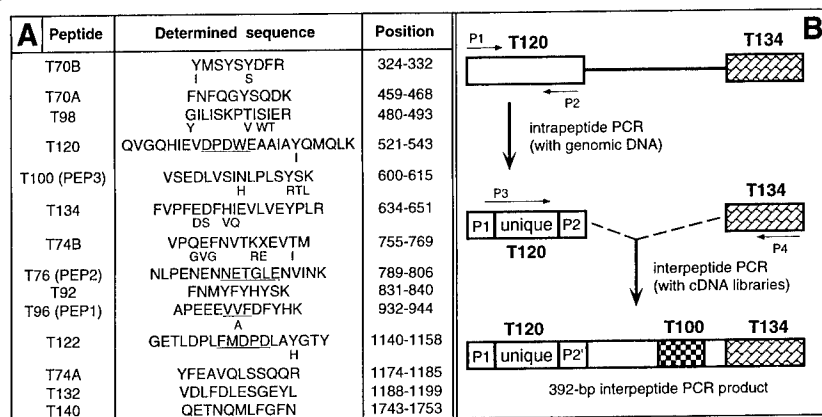 A Peptide Determined sequence Position
T70B YMSYSYDFR 324-332
I S
T70A FNFQGYSQDK 459-468
T98 GILISKPTISIER 480-493
Y V WT
T120 QVGQHIEVDPDWEAAIAYQMQLK 521-543
I
T100 (PEP3) VSEDLVSINLPLSYSK 600-615
H RTL
T134 FVPFEDFHIEVLVEYPLR 634-651
DS VQ
T74B VPQEFNVTKXEVTM 755-769
GVG RE I
T76 (PEP2) NLPENENNETGLENVINK 789-806
T92 FNMYFYHYSK 831-840
T96 (PEP1) APEEEVVFDFYHK 932-944
A
T122 GETLDPLFMDPDLAYGTY 1140-1158
H
T74A YFEAVQLSSQQR 1174-1185
T132 VDLFDLESGEYL 1188-1199
T140 QETNQMLFGFN 1743-1753
B
P1 T120 T134
P2
intrapeptide PCR
(with genomic DNA)
P3 T134
P1 unique P2
T120 P4
interpeptide PCR
(with cDNA libraries)
T120 T100 T134
P1 unique P2'
392-bp interpeptide PCR product